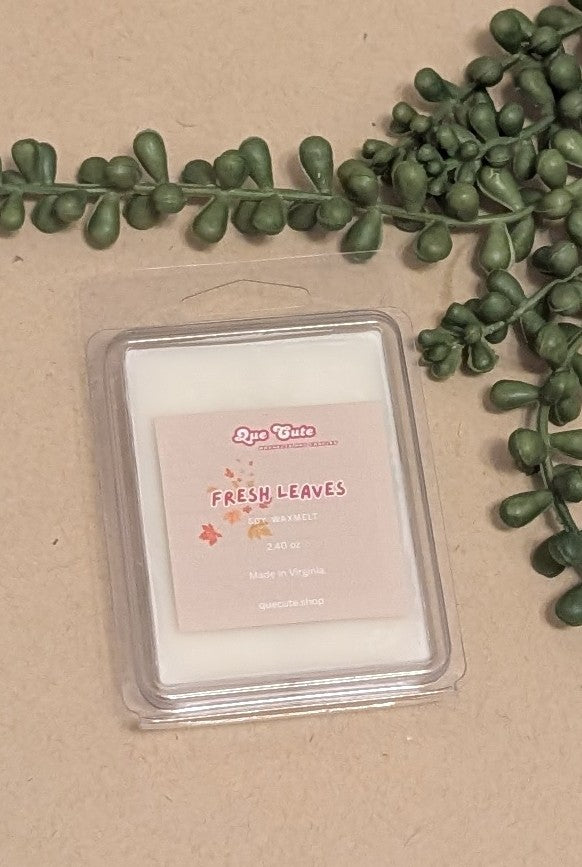 Que Cute
FRESH LEAVES
SOY WAXMELT
2.40 oz
Made in Virginia.
quecute.shop